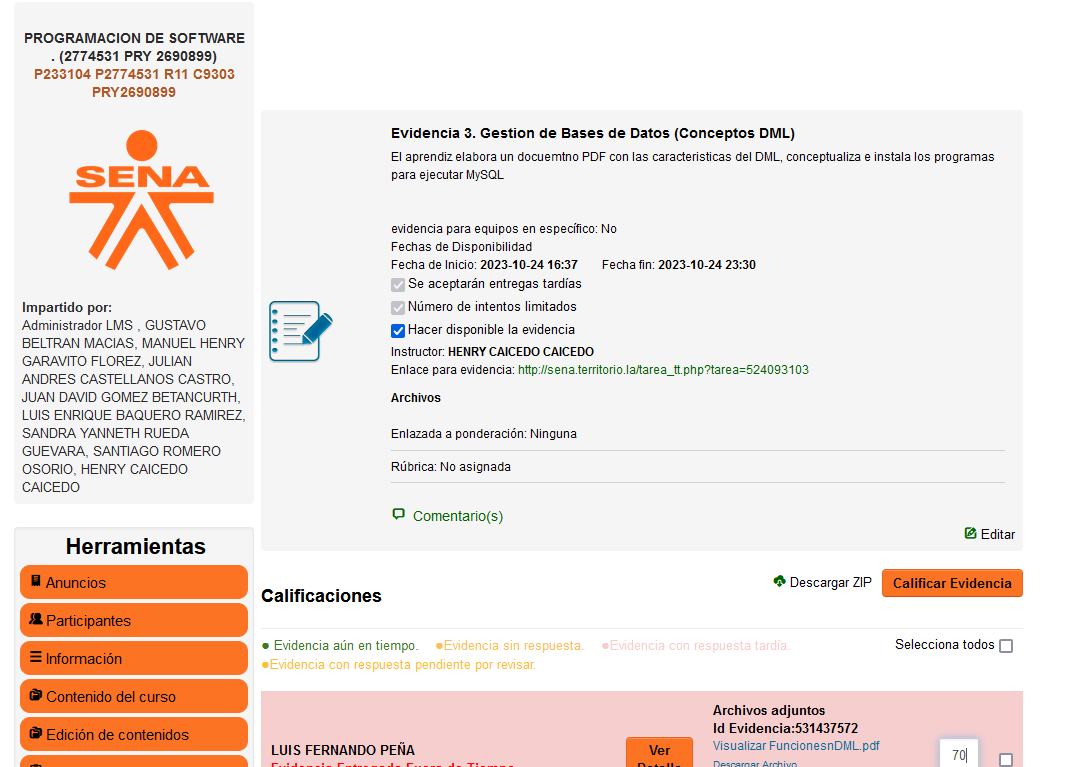 PROGRAMACION DE SOFTWARE
. (2774531 PRY 2690899)
P233104 P2774531 R11 C9303
PRY2690899
SENA
Impartido por:
Administrador LMS , GUSTAVO
BELTRAN MACIAS, MANUEL HENRY
GARAVITO FLOREZ, JULIAN
ANDRES CASTELLANOS CASTRO,
JUAN DAVID GOMEZ BETANCURTH,
LUIS ENRIQUE BAQUERO RAMIREZ,
SANDRA YANNETH RUEDA
GUEVARA, SANTIAGO ROMERO
OSORIO, HENRY CAICEDO
CAICEDO
Herramientas
Anuncios
Participantes
Información
Contenido del curso
Edición de contenidos
Evidencia 3. Gestion de Bases de Datos (Conceptos DML)
El aprendiz elabora un docuemtno PDF con las caracteristicas del DML, conceptualiza e instala los programas
para ejecutar MySQL
evidencia para equipos en específico: No
Fechas de Disponibilidad
Fecha de Inicio: 2023-10-24 16:37 Fecha fin: 2023-10-24 23:30
Se aceptarán entregas tardías
Número de intentos limitados
Hacer disponible la evidencia
Instructor: HENRY CAICEDO CAICEDO
Enlace para evidencia: http://sena.territorio.la/tarea_tt.php?tarea=524093103
Archivos
Enlazada a ponderación: Ninguna
Rúbrica: No asignada
Comentario(s)
Editar
Calificaciones
Descargar ZIP
Calificar Evidencia
Evidencia aún en tiempo. Evidencia sin respuesta. Evidencia con respuesta tardía.
Evidencia con respuesta pendiente por revisar.
Selecciona todos
LUIS FERNANDO PEÑA
Evidencia Entregada Fuera de Tiempo
Ver
Detalle
Archivos adjuntos
Id Evidencia:531437572
Visualizar FuncionesnDML.pdf
Descargar Archivo
70